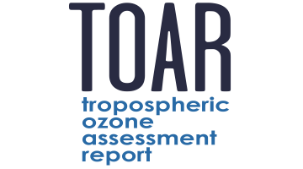 TOAR
tropospheric
ozone
assessment
report